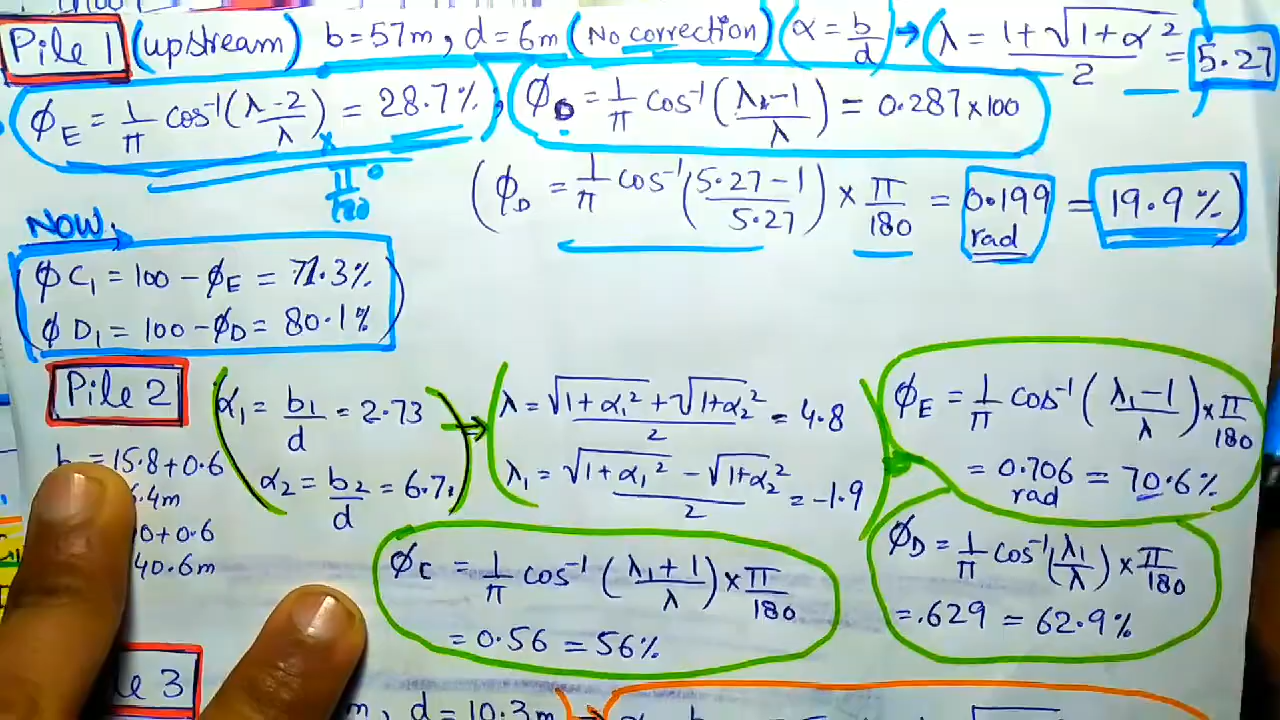 Pile 1 (upstream) b=57m, d=6m (No correction) (α = b/d) → (λ = 1+√1+α² / 2 = 5.27
φE = 1/π cos⁻¹(λ-2/λ) = 28.7%, φD = 1/π cos⁻¹(λ-1/λ) = 0.287×100
× π°/180
(φD = 1/π cos⁻¹(5.27-1/5.27) × π/180 = 0.199 rad = 19.9%)
NOW,
φC₁ = 100 - φE = 71.3%
φD₁ = 100 - φD = 80.1%
Pile 2
α₁ = b₁/d = 2.73
α₂ = b₂/d = 6.7
λ = √1+α₁² + √1+α₂² / 2 = 4.8
λ₁ = √1+α₁² - √1+α₂² / 2 = -1.9
φE = 1/π cos⁻¹(λ₁-1/λ) × π/180
= 0.706 rad = 70.6%
= 15.8+0.6
6.4m
0+0.6
40.6m
φC = 1/π cos⁻¹(λ₁+1/λ) × π/180
= 0.56 = 56%
φD = 1/π cos⁻¹(λ₁/λ) × π/180
= .629 = 62.9%
le 3
m, d = 10.3m